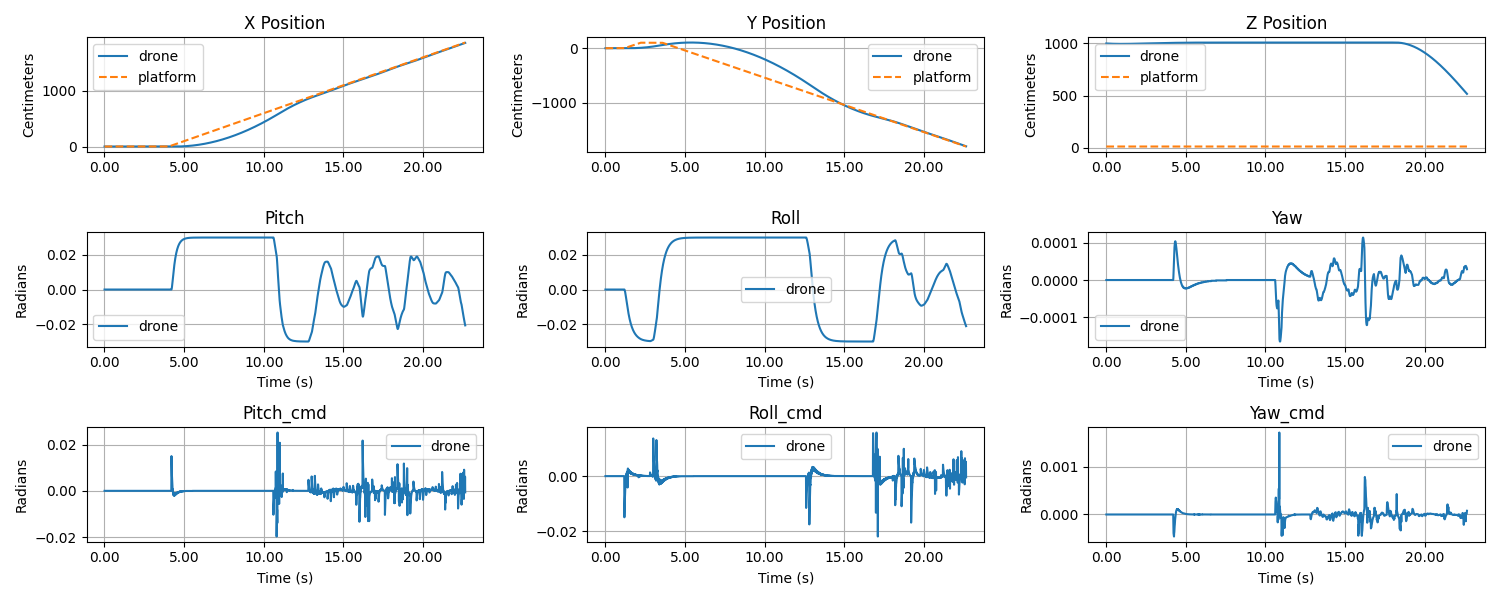 X Position
Y Position
Z Position
Centimeters
1000
0
drone
platform
0.00 5.00 10.00 15.00 20.00
Centimeters
0
−1000
drone
platform
0.00 5.00 10.00 15.00 20.00
Centimeters
1000
500
0
drone
platform
0.00 5.00 10.00 15.00 20.00
Pitch
Roll
Yaw
Radians
0.02
0.00
−0.02
drone
0.00 5.00 10.00 15.00 20.00
Time (s)
Radians
0.02
0.00
−0.02
drone
0.00 5.00 10.00 15.00 20.00
Time (s)
Radians
0.0001
0.0000
−0.0001
drone
0.00 5.00 10.00 15.00 20.00
Time (s)
Pitch_cmd
Roll_cmd
Yaw_cmd
Radians
0.02
0.00
−0.02
drone
0.00 5.00 10.00 15.00 20.00
Time (s)
Radians
0.00
−0.02
drone
0.00 5.00 10.00 15.00 20.00
Time (s)
Radians
0.001
0.000
drone
0.00 5.00 10.00 15.00 20.00
Time (s)